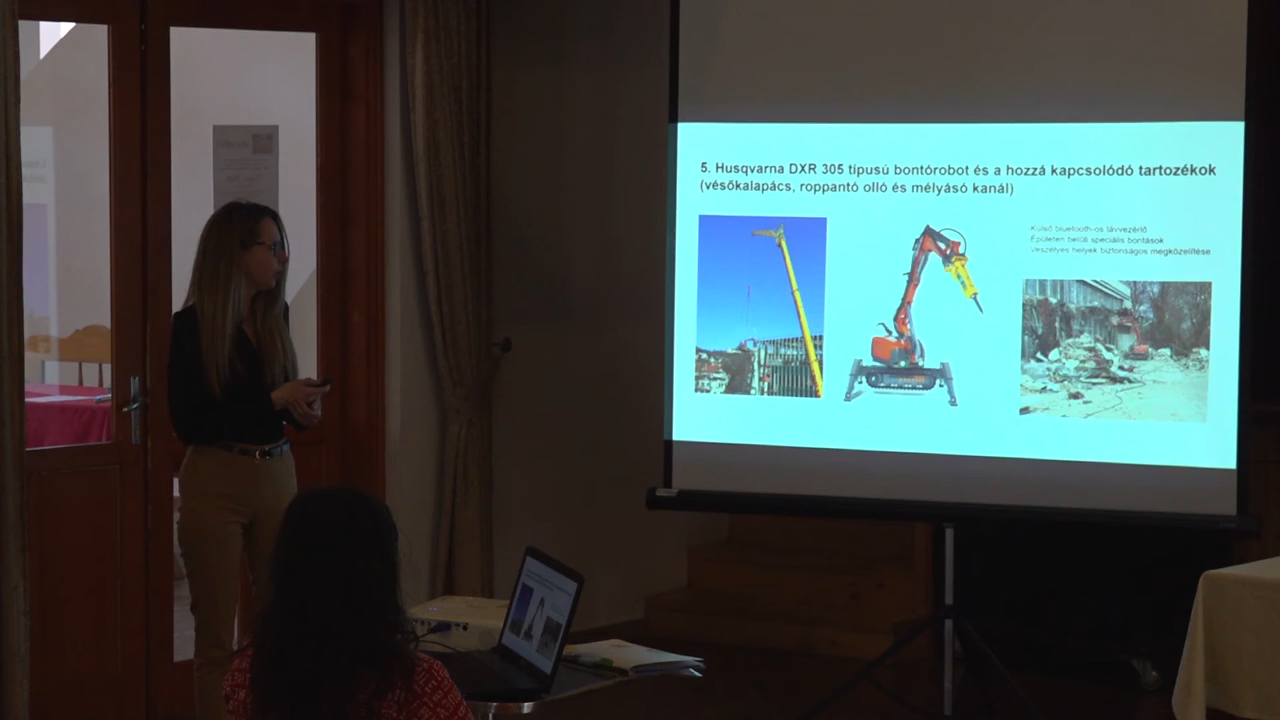 5. Husqvarna DXR 305 típusú bontórobot és a hozzá kapcsolódó tartozékok
(vésőkalapács, roppantó olló és mélyásó kanál)
Külső bluetooth-os távvezérlő
Épületen belüli speciális bontások
Veszélyes helyek biztonságos megközelítése